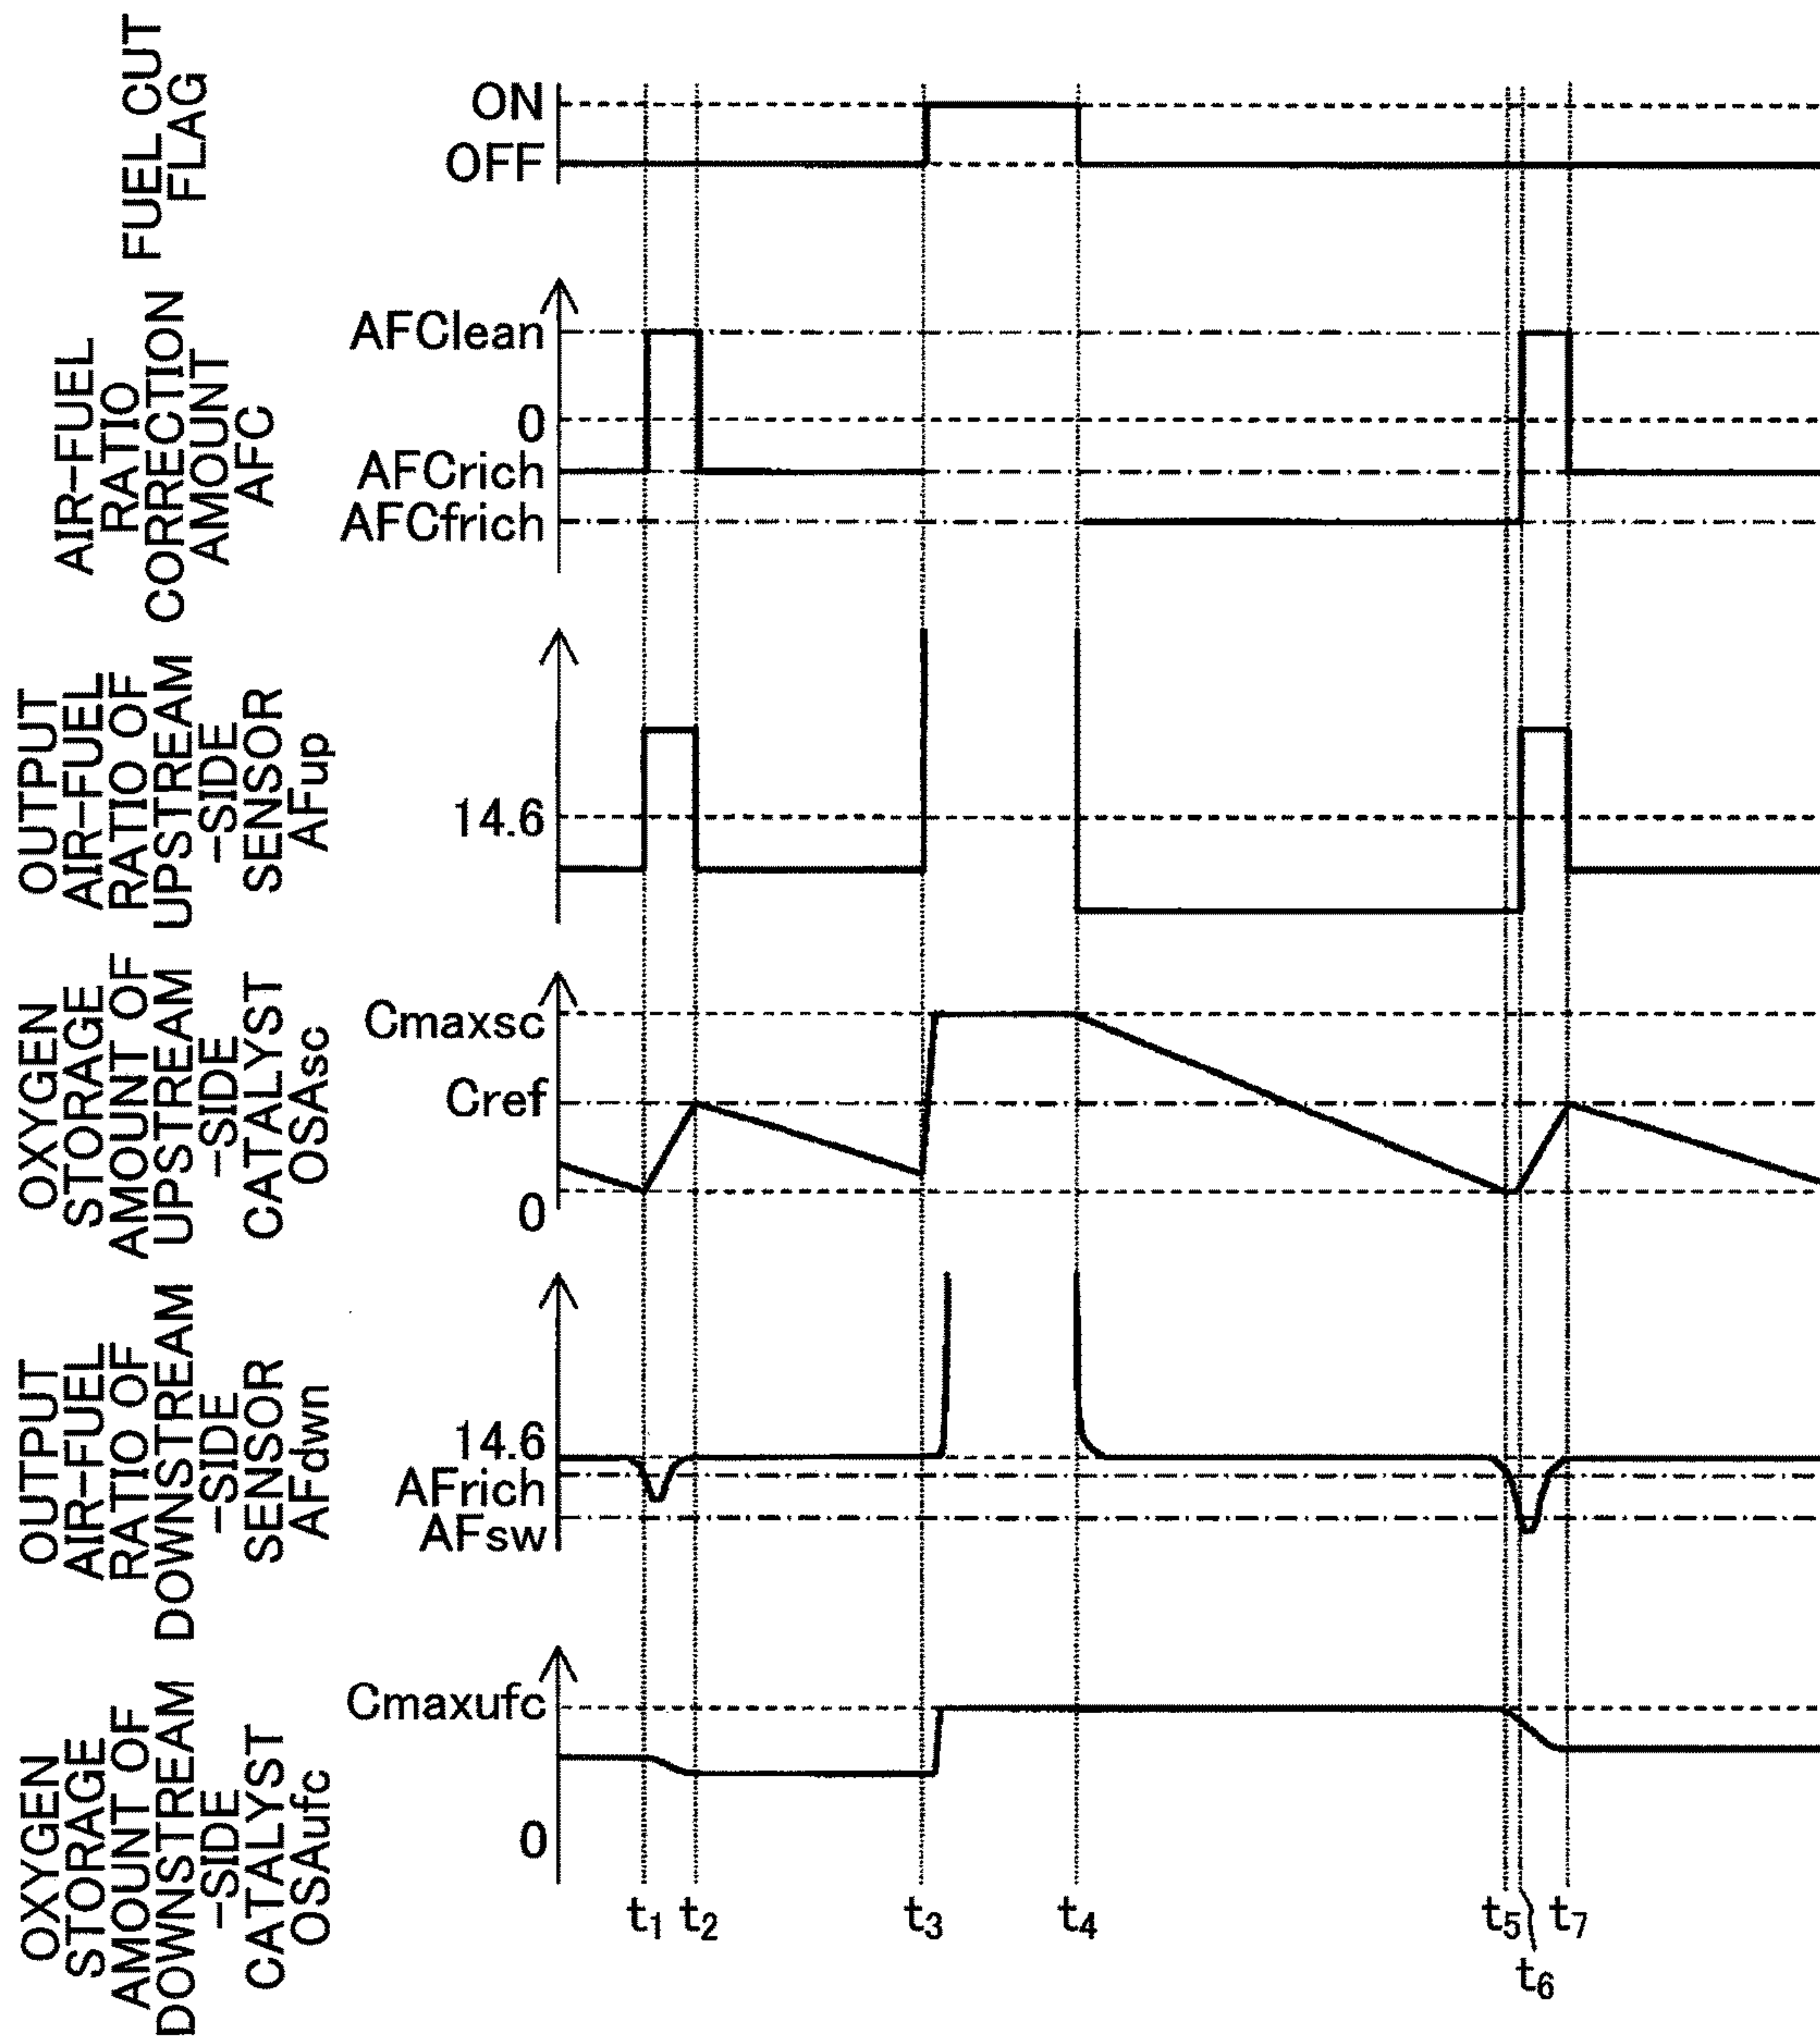 FUEL CUT
FLAG
ON
OFF
AIR-FUEL
RATIO
CORRECTION
AMOUNT
AFC
AFClean
0
AFCrich
AFCfrich
OUTPUT
AIR-FUEL
RATIO OF
UPSTREAM
-SIDE
SENSOR
AFup
14.6
OXYGEN
STORAGE
AMOUNT OF
UPSTREAM
-SIDE
CATALYST
OSAsc
Cmaxsc
Cref
0
OUTPUT
AIR-FUEL
RATIO OF
DOWNSTREAM
-SIDE
SENSOR
AFdwn
14.6
AFrich
AFsw
OXYGEN
STORAGE
AMOUNT OF
DOWNSTREAM
-SIDE
CATALYST
OSAufc
Cmaxufc
0
t1 t2 t3 t4 t5 t7
t6